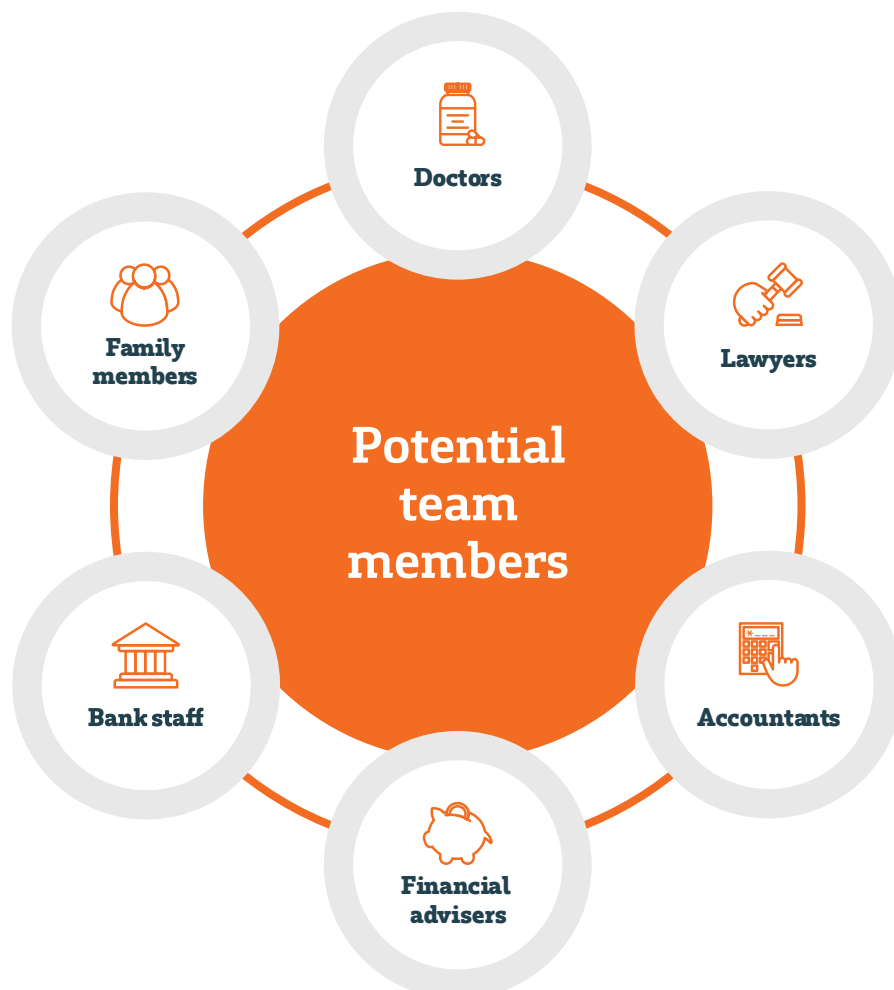 Doctors
Family
members
Lawyers
Potential
team
members
Bank staff
Accountants
Financial
advisers